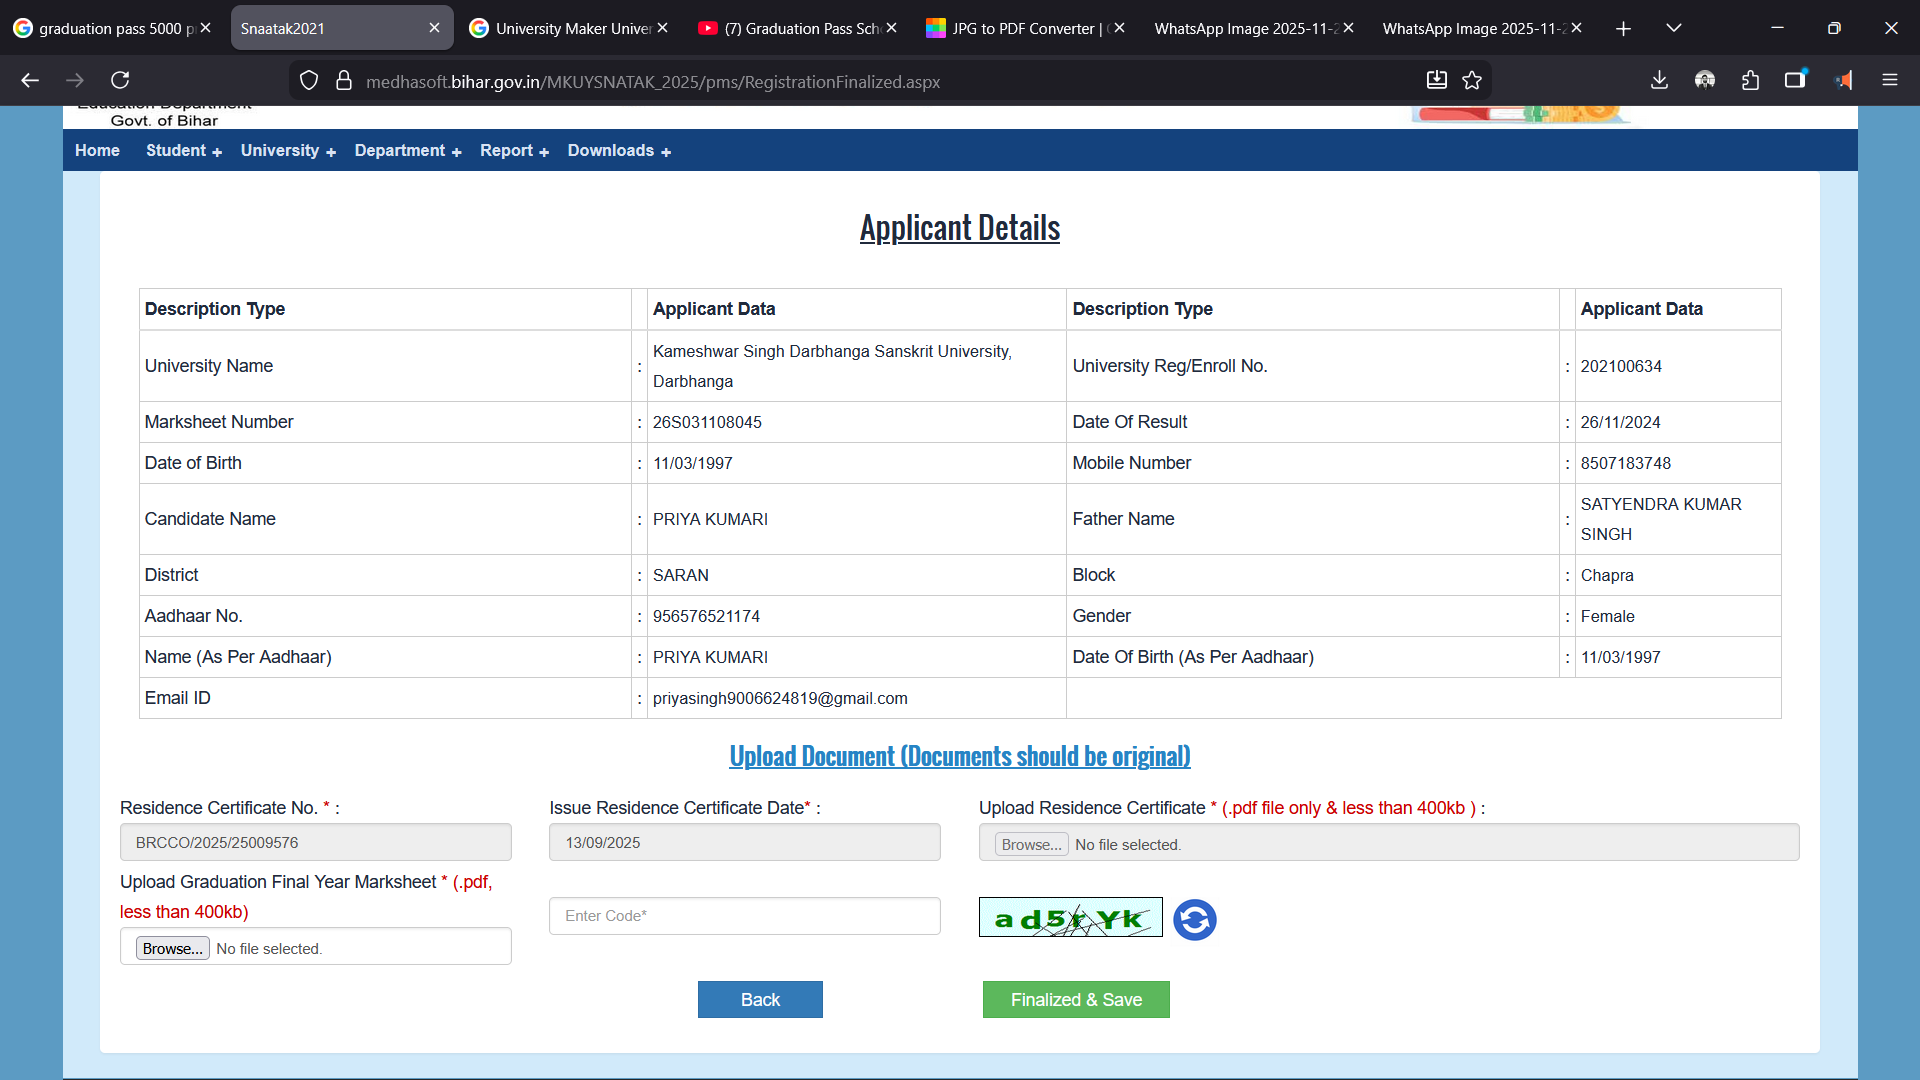 graduation pass 5000 p
Snaatak2021
University Maker Univer
(7) Graduation Pass Sch
JPG to PDF Converter |
WhatsApp Image 2025-11-2
WhatsApp Image 2025-11-2
medhasoft.bihar.gov.in/MKUYSNATAK_2025/pms/RegistrationFinalized.aspx
Education Department
Govt. of Bihar
Home Student + University + Department + Report + Downloads +
Applicant Details
Description Type Applicant Data Description Type Applicant Data
University Name : Kameshwar Singh Darbhanga Sanskrit University, Darbhanga University Reg/Enroll No. : 202100634
Marksheet Number : 26S031108045 Date Of Result : 26/11/2024
Date of Birth : 11/03/1997 Mobile Number : 8507183748
Candidate Name : PRIYA KUMARI Father Name : SATYENDRA KUMAR SINGH
District : SARAN Block : Chapra
Aadhaar No. : 956576521174 Gender : Female
Name (As Per Aadhaar) : PRIYA KUMARI Date Of Birth (As Per Aadhaar) : 11/03/1997
Email ID : priyasingh9006624819@gmail.com
Upload Document (Documents should be original)
Residence Certificate No. * : Issue Residence Certificate Date* : Upload Residence Certificate * (.pdf file only & less than 400kb ) :
BRCCO/2025/25009576 13/09/2025 Browse... No file selected.
Upload Graduation Final Year Marksheet * (.pdf,
less than 400kb)
Enter Code* ad5rYk
Browse... No file selected.
Back Finalized & Save